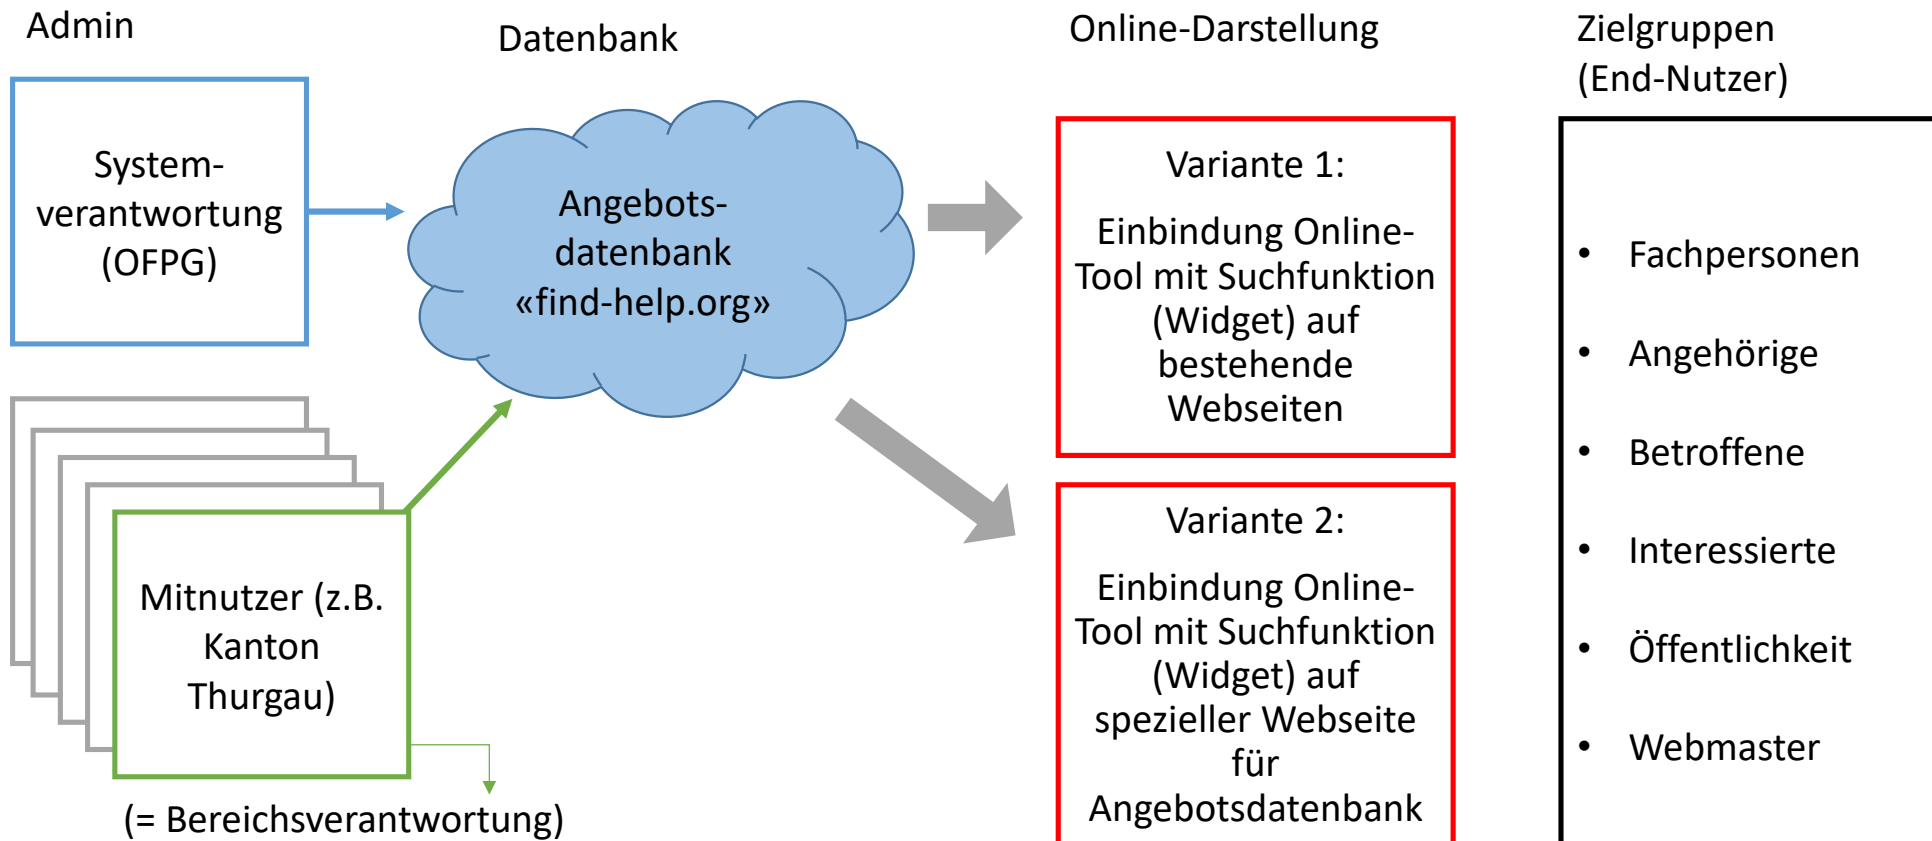 Admin
System-
verantwortung
(OFPG)
Mitnutzer (z.B.
Kanton
Thurgau)
(= Bereichsverantwortung)
Datenbank
Angebots-
datenbank
«find-help.org»
Online-Darstellung
Variante 1:
Einbindung Online-
Tool mit Suchfunktion
(Widget) auf
bestehende
Webseiten
Variante 2:
Einbindung Online-
Tool mit Suchfunktion
(Widget) auf
spezieller Webseite
für
Angebotsdatenbank
Zielgruppen
(End-Nutzer)
• Fachpersonen
• Angehörige
• Betroffene
• Interessierte
• Öffentlichkeit
• Webmaster